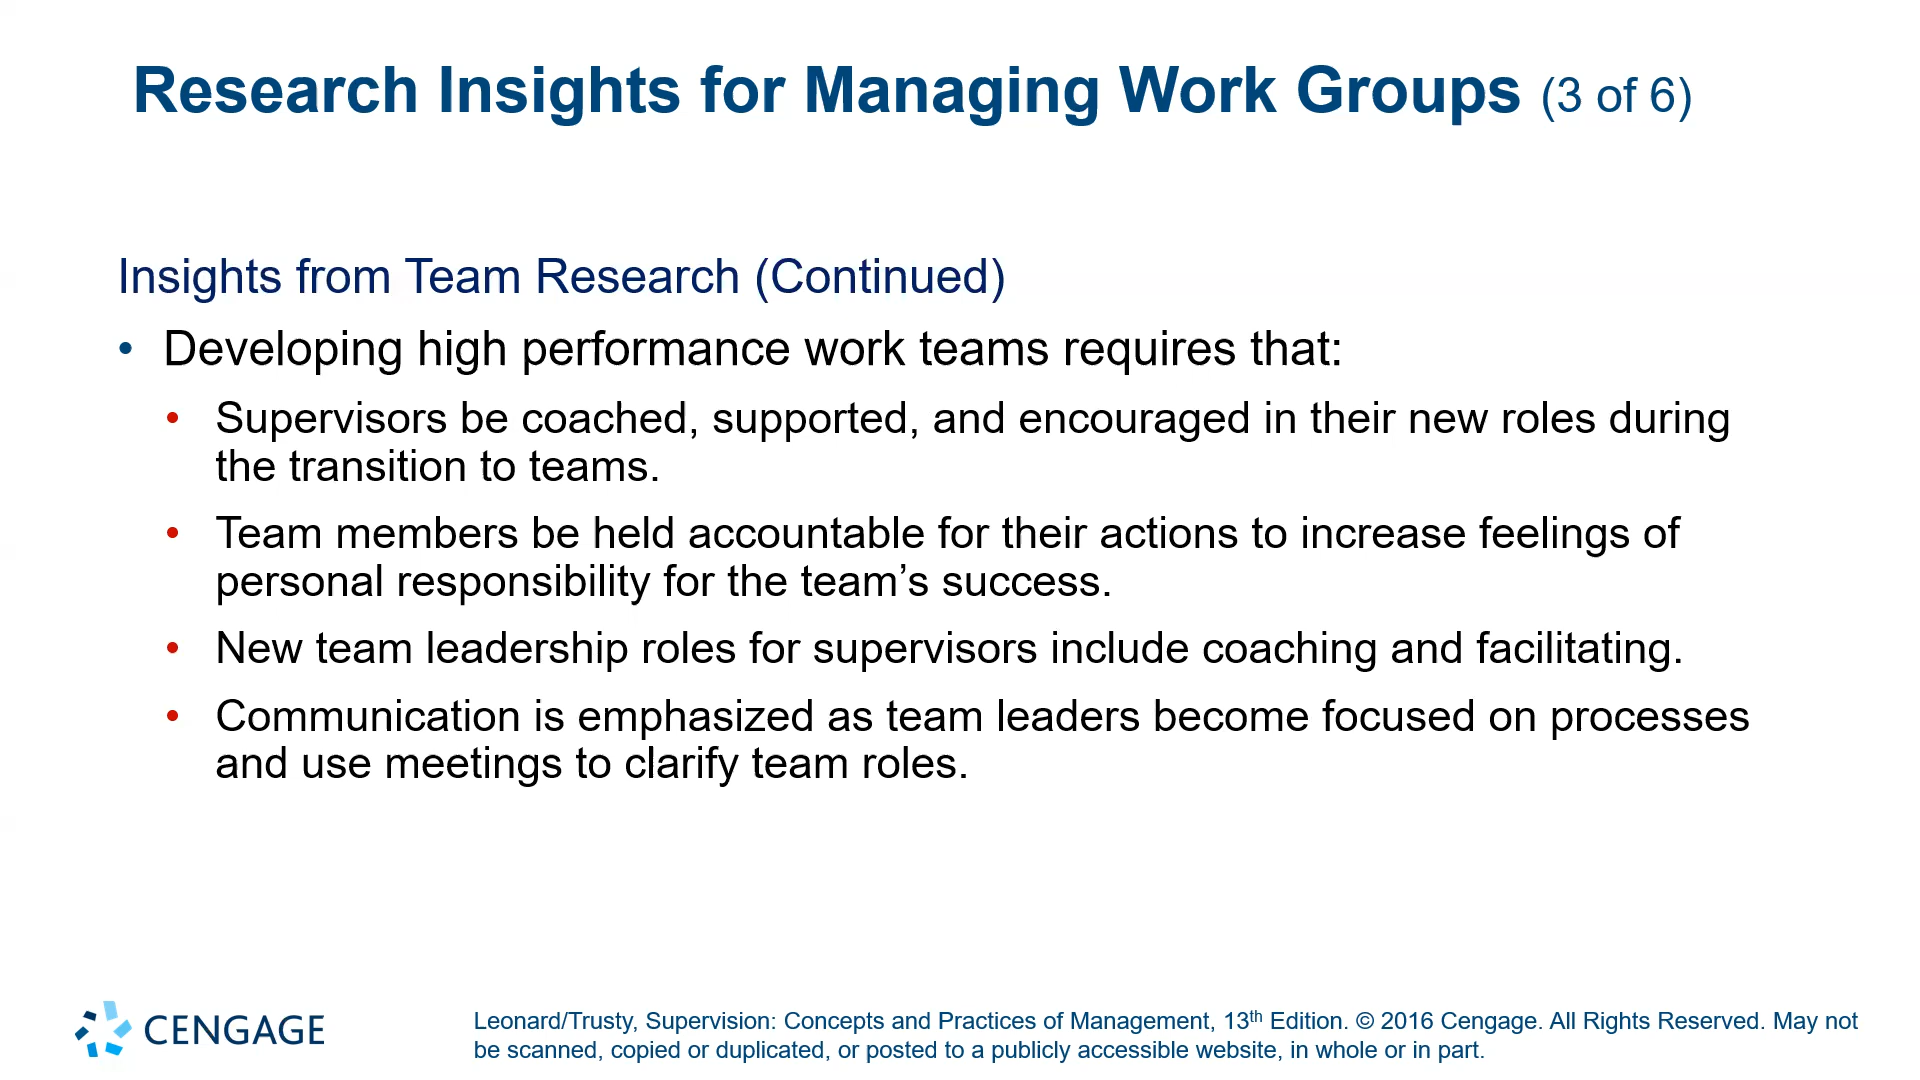 Research Insights for Managing Work Groups (3 of 6)
Insights from Team Research (Continued)
• Developing high performance work teams requires that:
• Supervisors be coached, supported, and encouraged in their new roles during
the transition to teams.
• Team members be held accountable for their actions to increase feelings of
personal responsibility for the team’s success.
• New team leadership roles for supervisors include coaching and facilitating.
• Communication is emphasized as team leaders become focused on processes
and use meetings to clarify team roles.
CENGAGE
Leonard/Trusty, Supervision: Concepts and Practices of Management, 13th Edition. © 2016 Cengage. All Rights Reserved. May not
be scanned, copied or duplicated, or posted to a publicly accessible website, in whole or in part.